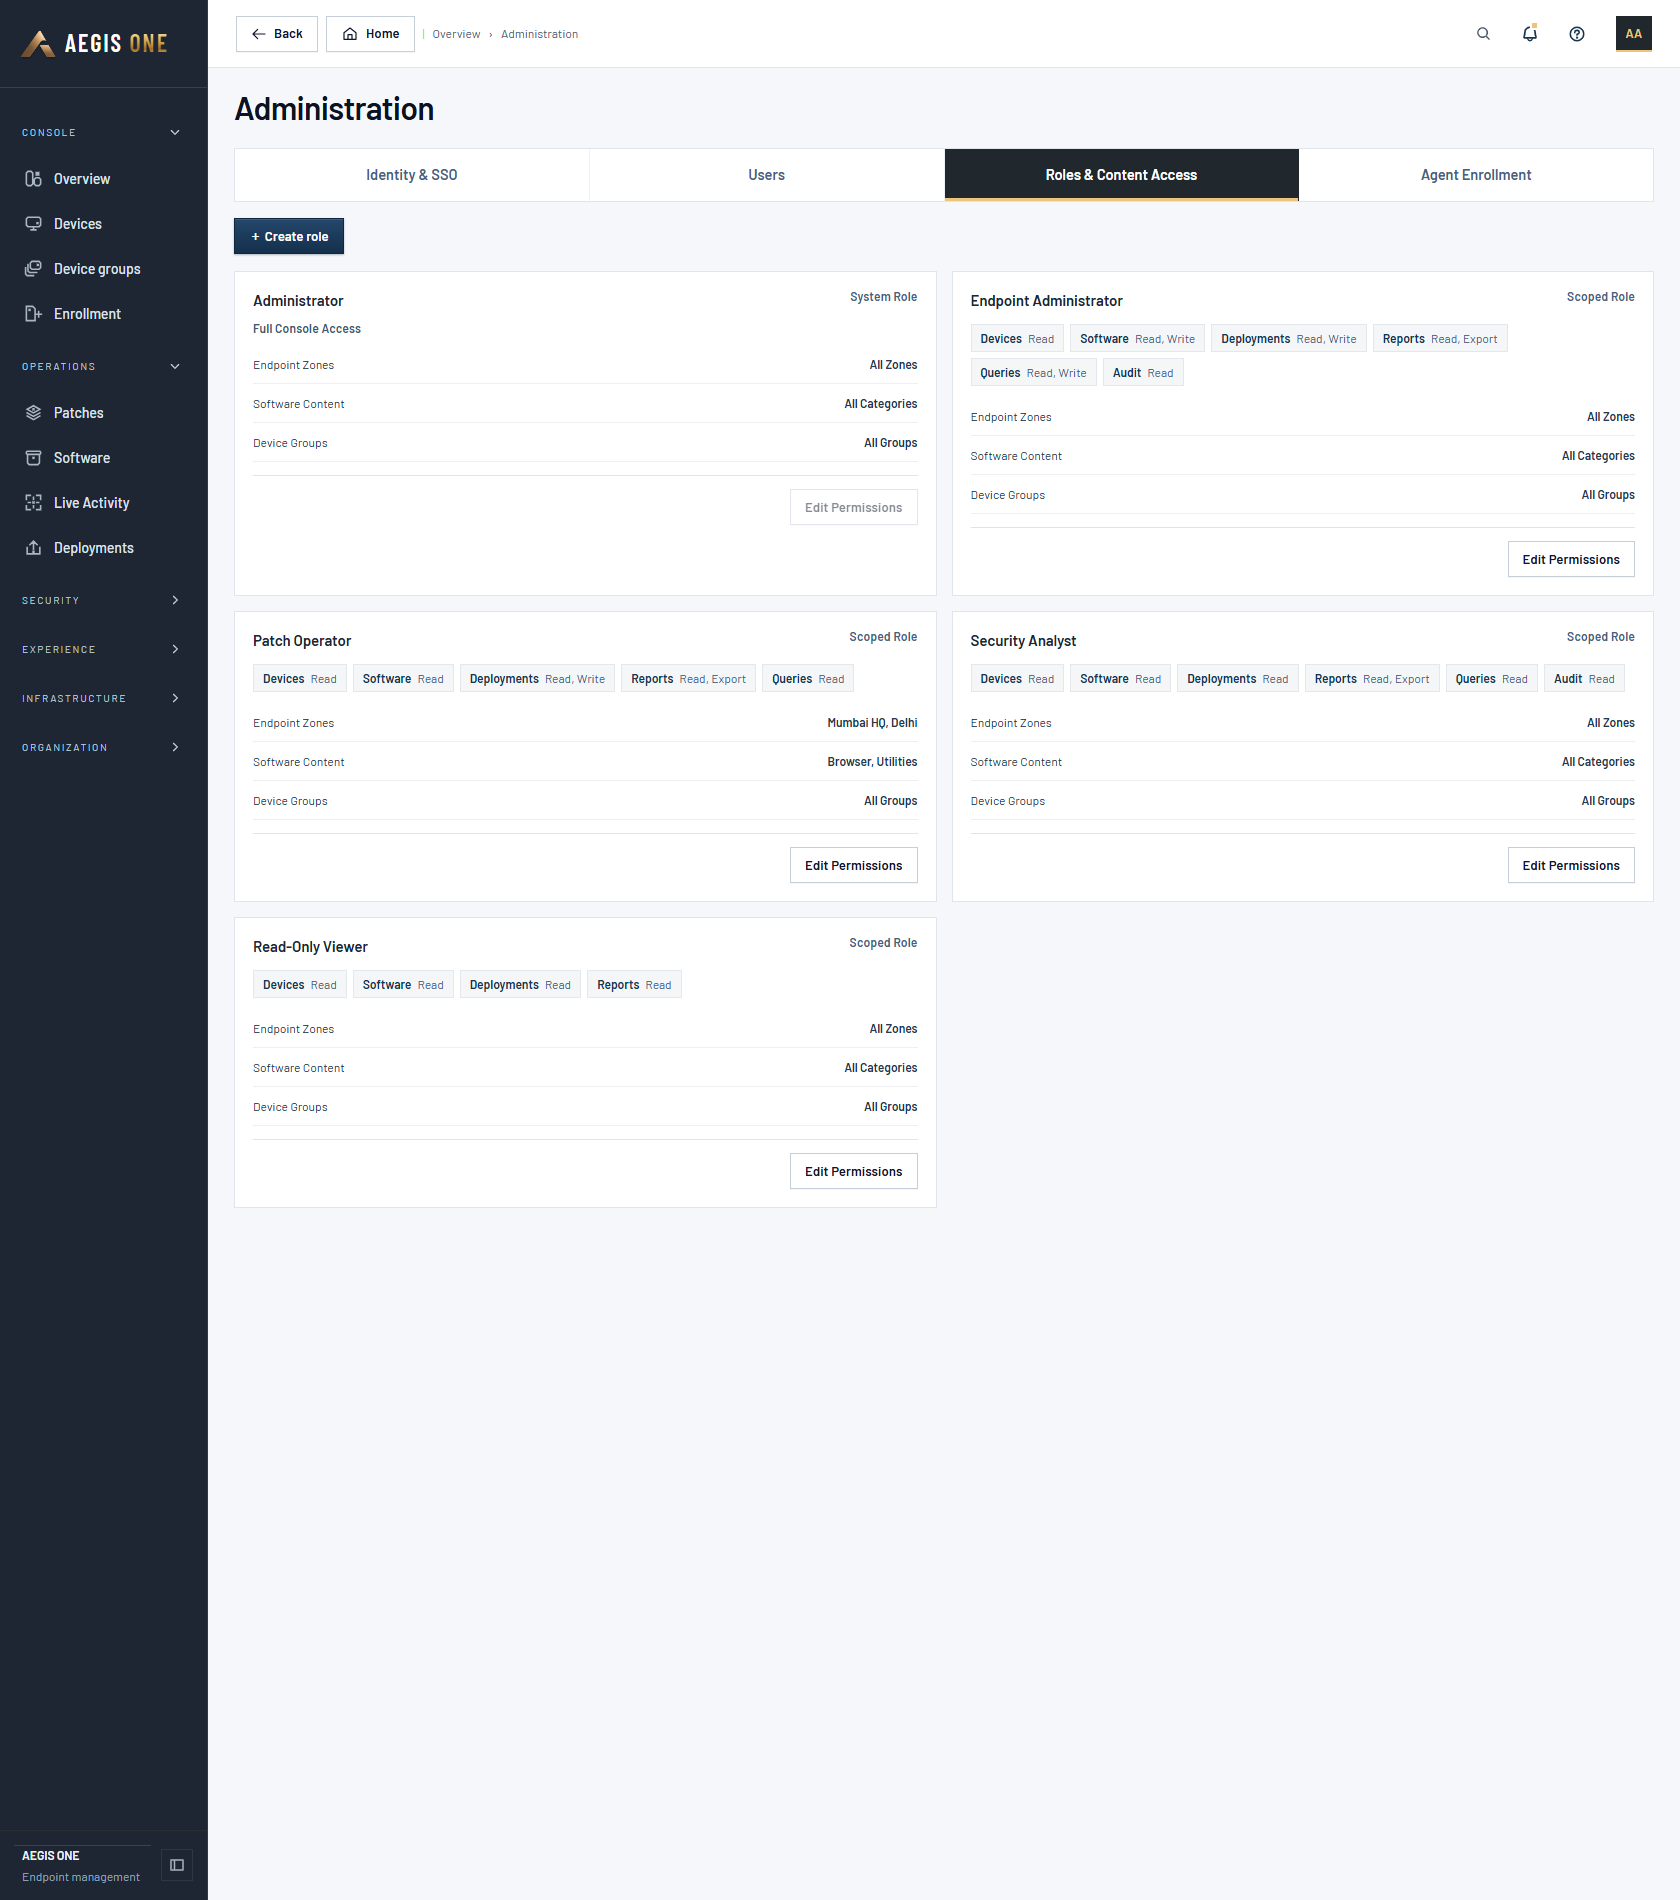 AEGIS ONE
CONSOLE
Overview
Devices
Device groups
Enrollment
OPERATIONS
Patches
Software
Live Activity
Deployments
SECURITY
EXPERIENCE
INFRASTRUCTURE
ORGANIZATION
AEGIS ONE
Endpoint management
Back Home | Overview › Administration AA
Administration
Identity & SSO Users Roles & Content Access Agent Enrollment
+ Create role
Administrator System Role
Full Console Access
Endpoint Zones All Zones
Software Content All Categories
Device Groups All Groups
Edit Permissions
Endpoint Administrator Scoped Role
Devices Read Software Read, Write Deployments Read, Write Reports Read, Export
Queries Read, Write Audit Read
Endpoint Zones All Zones
Software Content All Categories
Device Groups All Groups
Edit Permissions
Patch Operator Scoped Role
Devices Read Software Read Deployments Read, Write Reports Read, Export Queries Read
Endpoint Zones Mumbai HQ, Delhi
Software Content Browser, Utilities
Device Groups All Groups
Edit Permissions
Security Analyst Scoped Role
Devices Read Software Read Deployments Read Reports Read, Export Queries Read Audit Read
Endpoint Zones All Zones
Software Content All Categories
Device Groups All Groups
Edit Permissions
Read-Only Viewer Scoped Role
Devices Read Software Read Deployments Read Reports Read
Endpoint Zones All Zones
Software Content All Categories
Device Groups All Groups
Edit Permissions